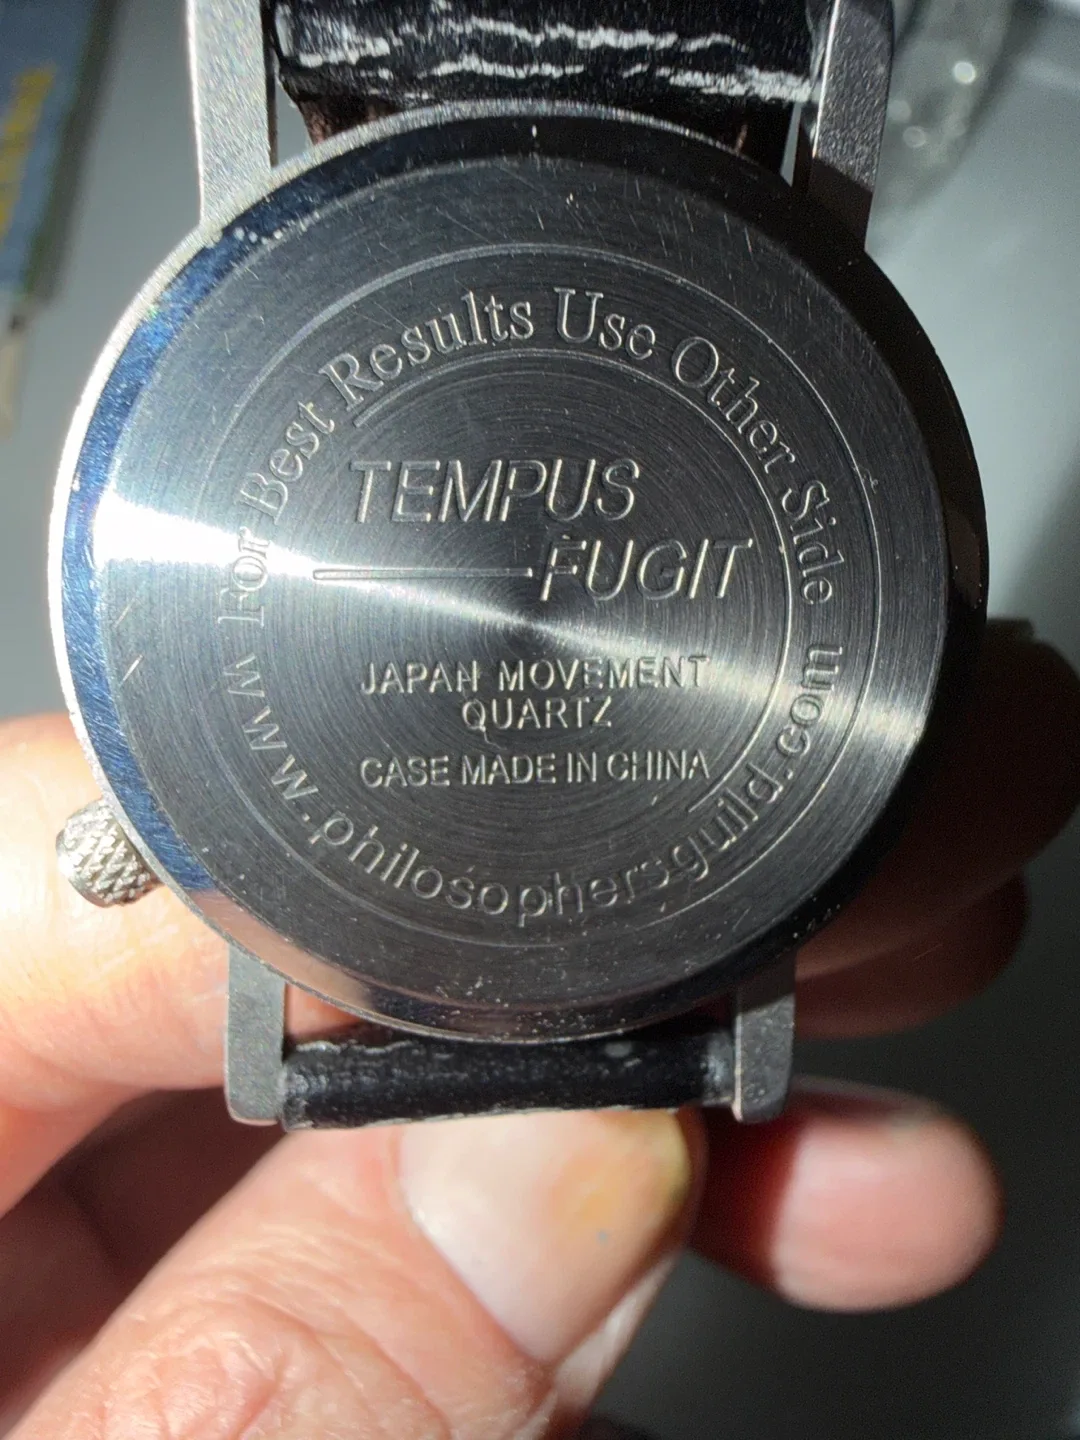 For Best Results Use Other Side
TEMPUS
FUGIT
JAPAN MOVEMENT
QUARTZ
CASE MADE IN CHINA
www.philosophersguild.com